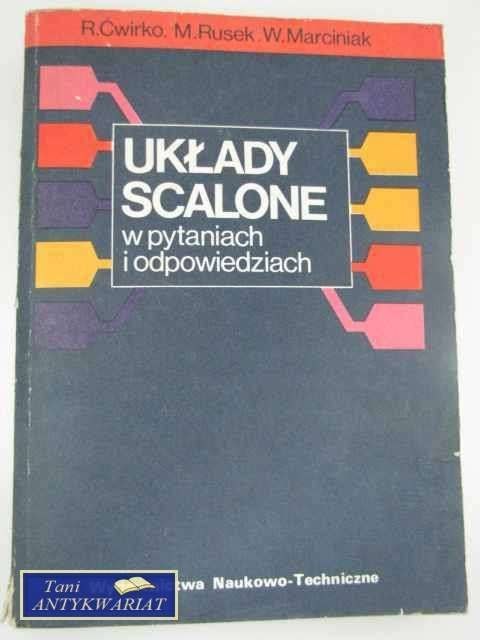 R.Ćwirko. M.Rusek.W.Marciniak
UKŁADY
SCALONE
w pytaniach
i odpowiedziach
Naukowo-Techniczne
Tani
ANTYKWARIAT